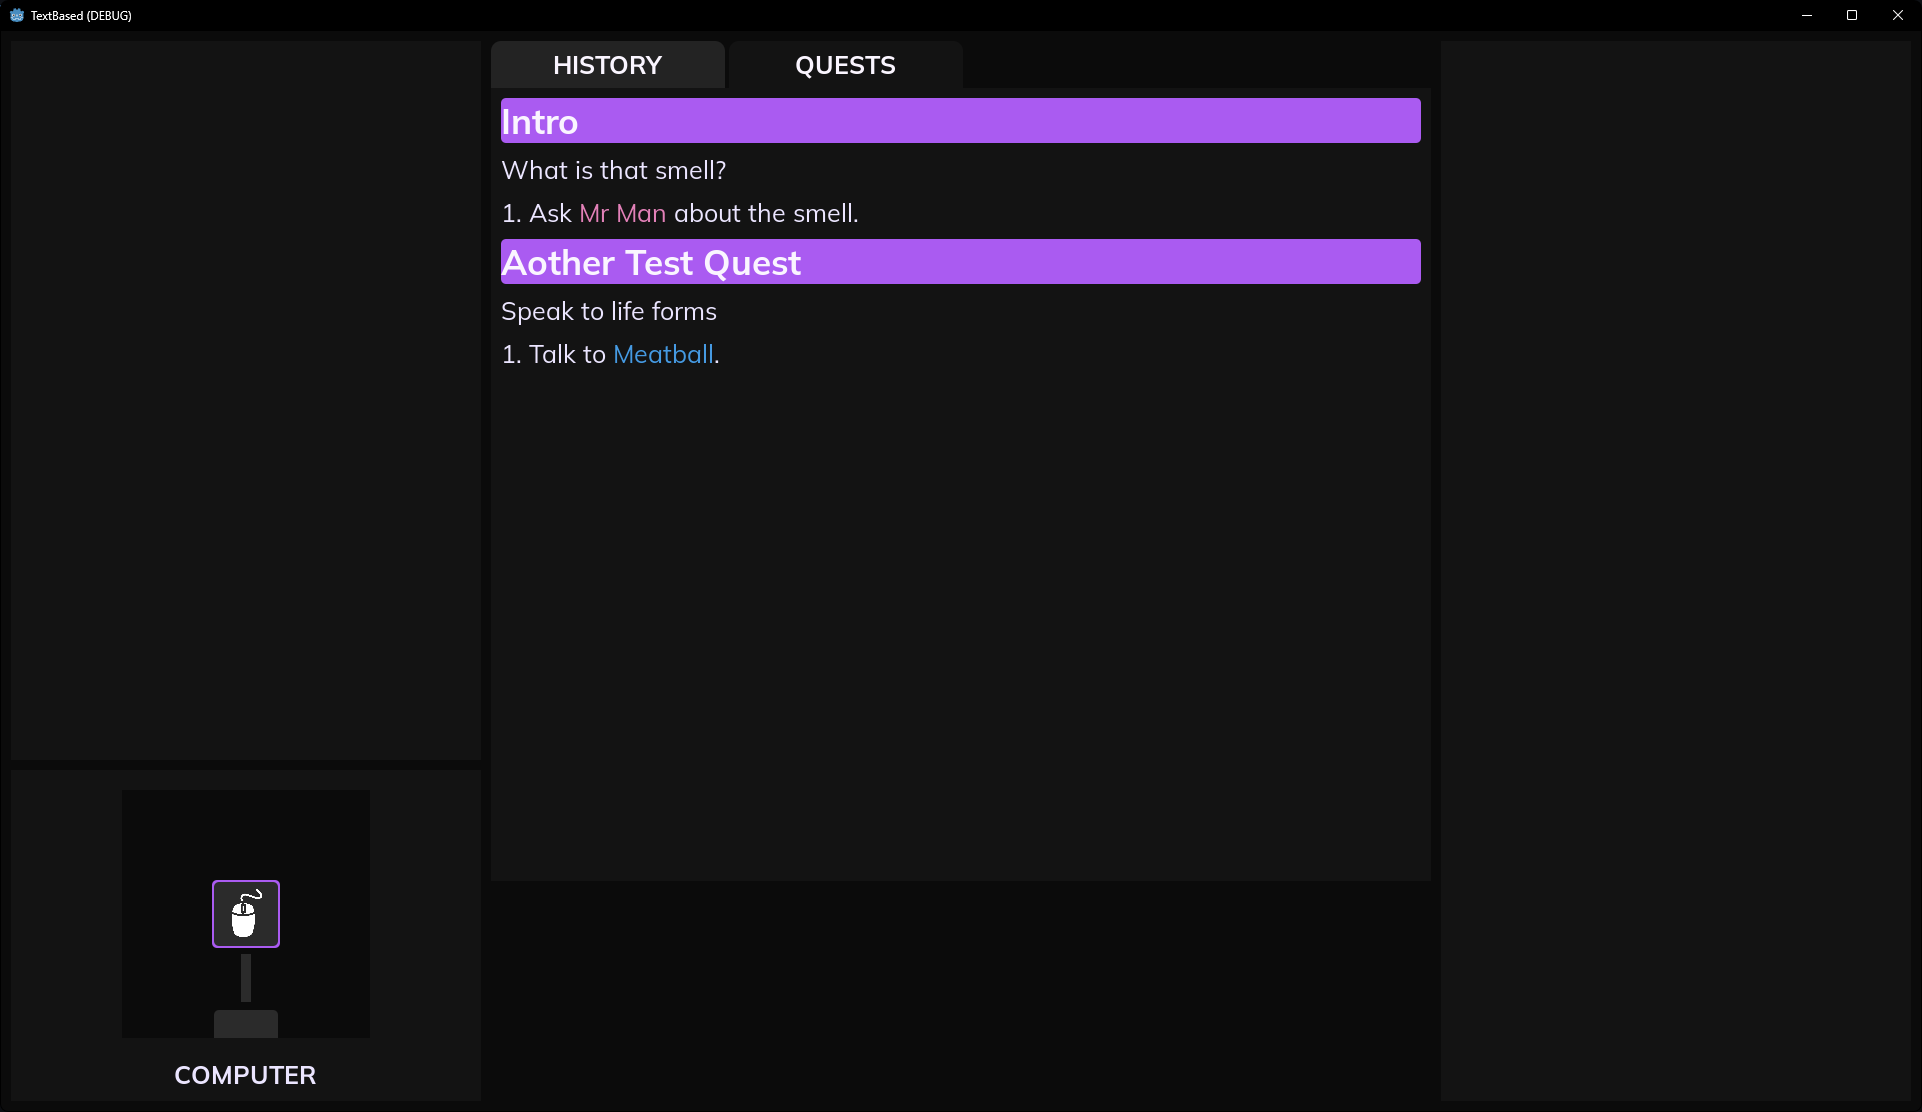 TextBased (DEBUG)
HISTORY
QUESTS
Intro
What is that smell?
1. Ask Mr Man about the smell.
Aother Test Quest
Speak to life forms
1. Talk to Meatball.
COMPUTER